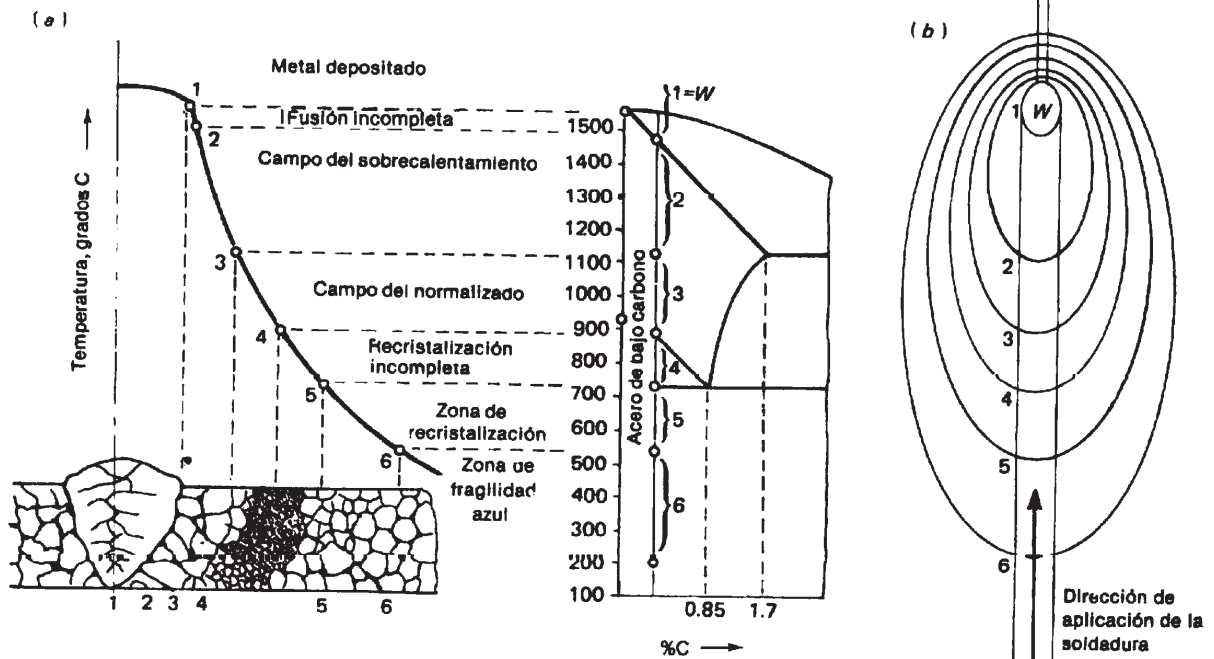 (a)
Temperatura, grados C
Metal depositado
Fusión incompleta
Campo del sobrecalentamiento
Campo del normalizado
Recristalización
incompleta
Zona de
recristalización
Zona de
fragilidad
azul
1
2
3
4
5
6
1 2 3 4 5 6
1=W
2
3
4
5
6
1500
1400
1300
1200
1100
1000
900
800
700
600
500
400
300
200
100
Acero de bajo carbono
0.85 1.7
%C
(b)
1 W
2
3
4
5
6
Dirección de
aplicación de la
soldadura